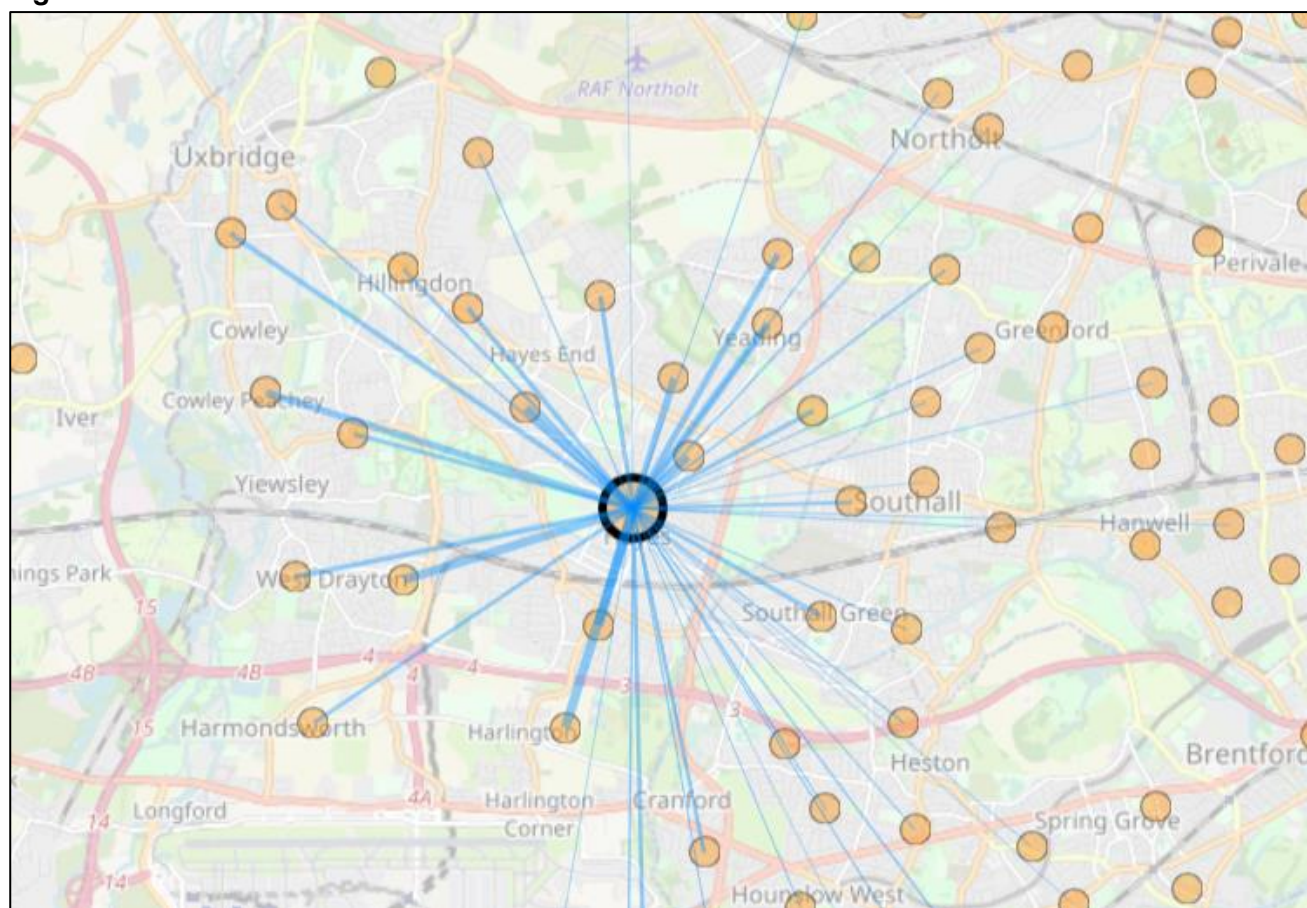 RAF Northolt
Northolt
Uxbridge
Perivale
Hillingdon
Cowley
Yeading
Greenford
Hayes End
Cowley Peachey
Iver
Yiewsley
Southall
Hanwell
West Drayton
15
Southall Green
4B
4B
4
4
4
3
3
15
Harmondsworth
Harlington
Heston
Brentford
4A
Longford
Harlington
Corner
Cranford
14
Spring Grove
14
Hounslow West